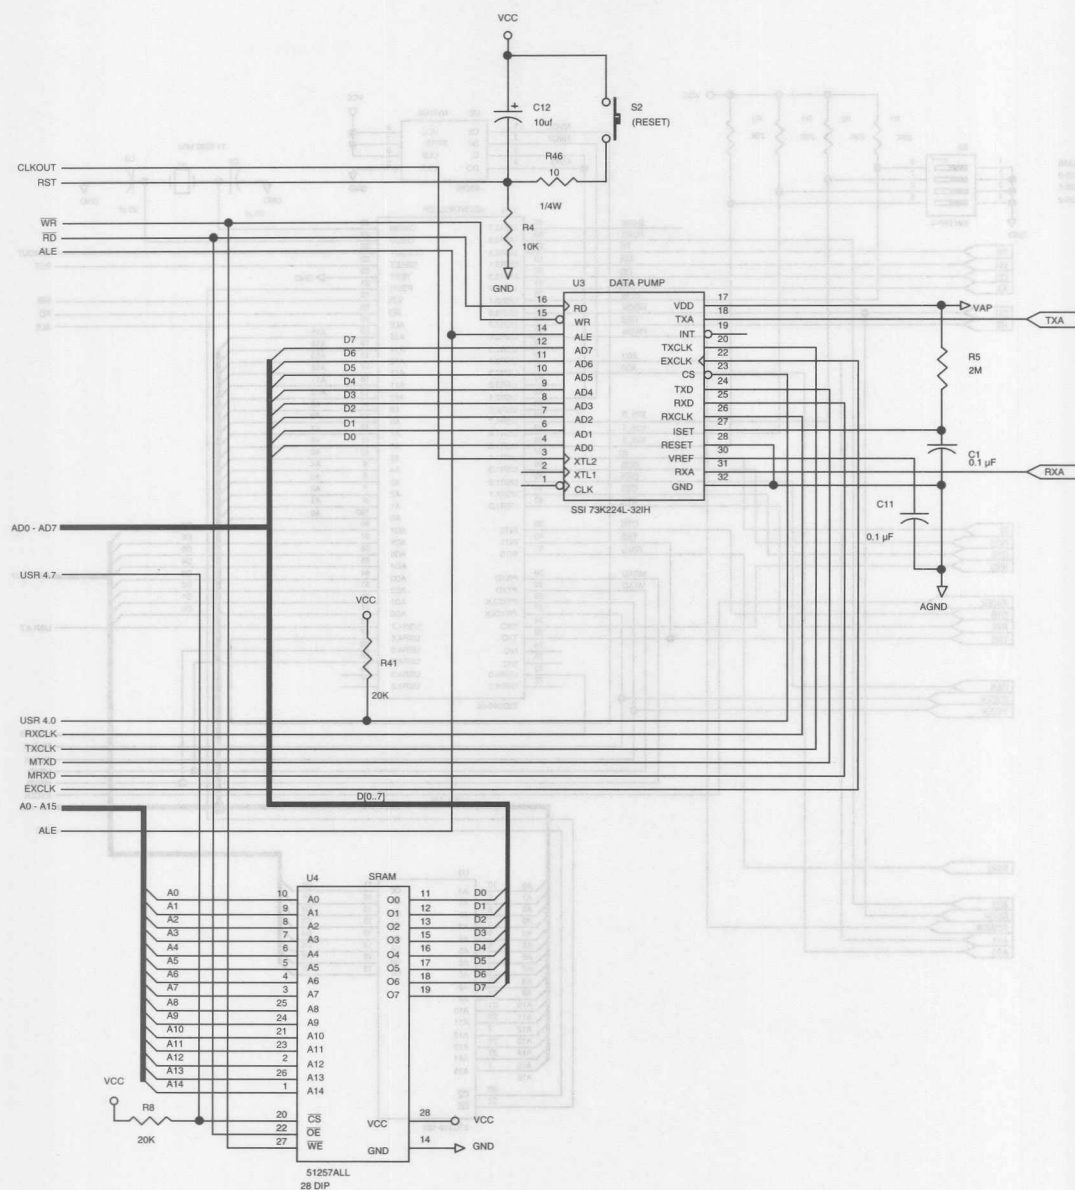 VCC
C12
10uf
S2
(RESET)
R46
10
1/4W
CLKOUT
RST
WR
RD
ALE
R4
10K
GND
U3 DATA PUMP
16 RD
15 WR
14 ALE
12 AD7
11 AD6
10 AD5
9 AD4
8 AD3
7 AD2
6 AD1
4 AD0
3 XTL2
2 XTL1
1 CLK
VDD 17
TXA 18
INT 19
TXCLK 20
EXCLK 22
CS 23
TXD 24
RXD 25
RXCLK 26
ISET 27
RESET 28
VREF 30
RXA 31
GND 32
SSI 73K224L-32IH
D7
D6
D5
D4
D3
D2
D1
D0
VAP
TXA
R5
2M
C1
0.1 µF
RXA
C11
0.1 µF
AGND
AD0 - AD7
USR 4.7
VCC
R41
20K
USR 4.0
RXCLK
TXCLK
MTXD
MRXD
EXCLK
A0 - A15
ALE
D[0..7]
U4 SRAM
A0 10 A0
A1 9 A1
A2 8 A2
A3 7 A3
A4 6 A4
A5 5 A5
A6 4 A6
A7 3 A7
A8 25 A8
A9 24 A9
A10 21 A10
A11 23 A11
A12 2 A12
A13 26 A13
A14 1 A14
O0 11 D0
O1 12 D1
O2 13 D2
O3 15 D3
O4 16 D4
O5 17 D5
O6 18 D6
O7 19 D7
VCC
R8
20K
20 CS
22 OE
27 WE
VCC 28 VCC
GND 14 GND
51257ALL
28 DIP